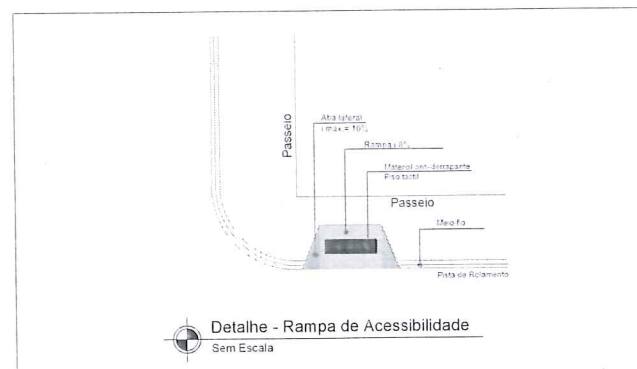 Passeio
Aba lateral
i max = 10%
Rampa i 8%
Material anti-derrapante
Piso tátil
Passeio
Meio-fio
Pista de Rolamento
Detalhe - Rampa de Acessibilidade
Sem Escala